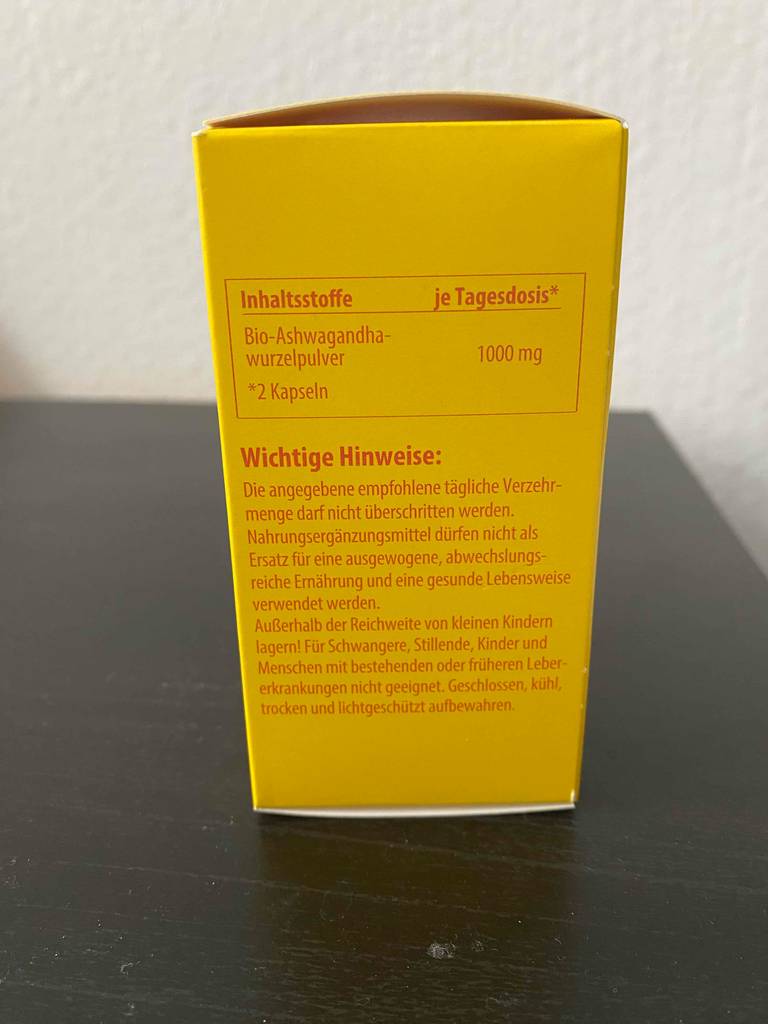 Inhaltsstoffe je Tagesdosis*
Bio-Ashwagandha-
wurzelpulver 1000 mg
*2 Kapseln
Wichtige Hinweise:
Die angegebene empfohlene tägliche Verzehr-
menge darf nicht überschritten werden.
Nahrungsergänzungsmittel dürfen nicht als
Ersatz für eine ausgewogene, abwechslungs-
reiche Ernährung und eine gesunde Lebensweise
verwendet werden.
Außerhalb der Reichweite von kleinen Kindern
lagern! Für Schwangere, Stillende, Kinder und
Menschen mit bestehenden oder früheren Leber-
erkrankungen nicht geeignet. Geschlossen, kühl,
trocken und lichtgeschützt aufbewahren.